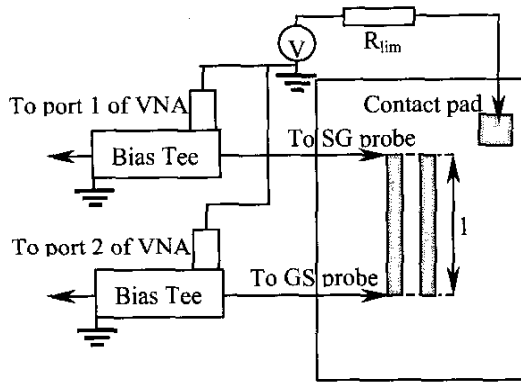 V
R_lim
To port 1 of VNA
Contact pad
To SG probe
Bias Tee
To port 2 of VNA
l
To GS probe
Bias Tee